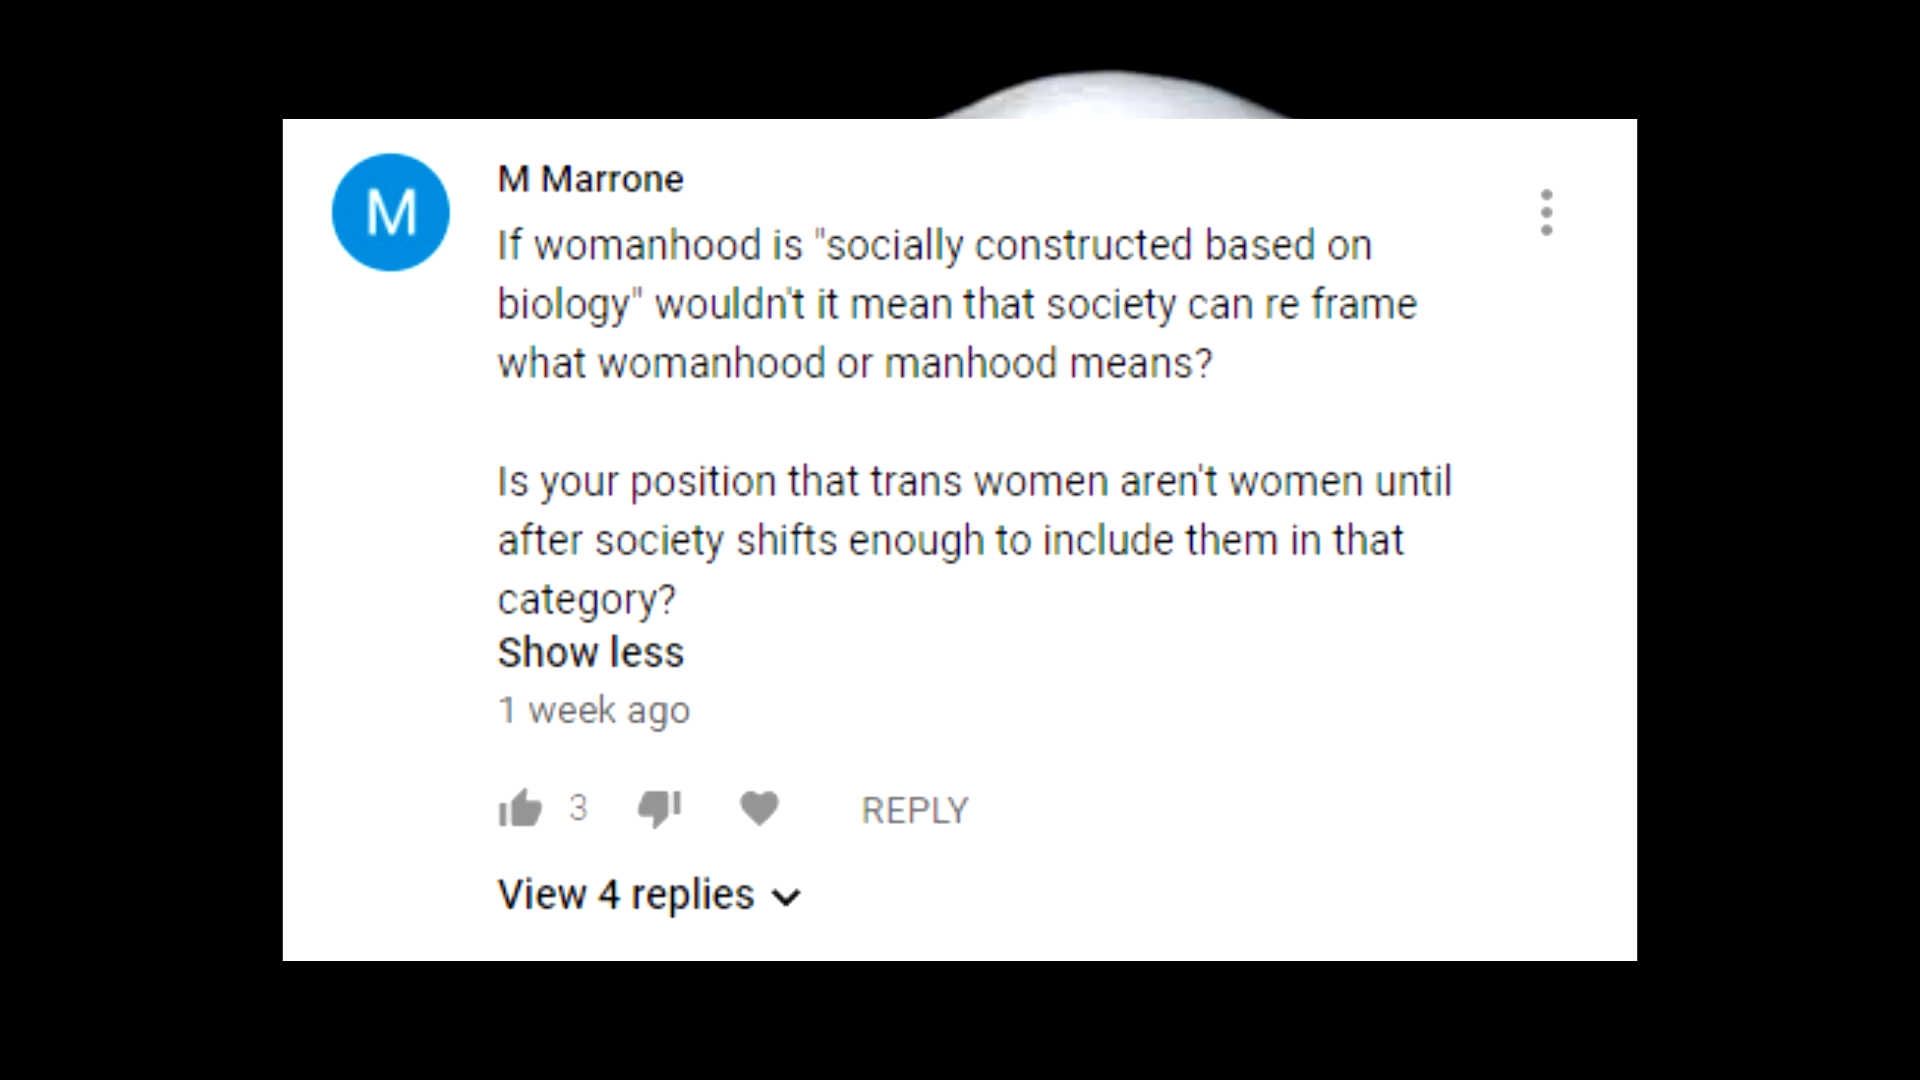 M
M Marrone
If womanhood is "socially constructed based on
biology" wouldn't it mean that society can re frame
what womanhood or manhood means?
Is your position that trans women aren't women until
after society shifts enough to include them in that
category?
Show less
1 week ago
3 REPLY
View 4 replies